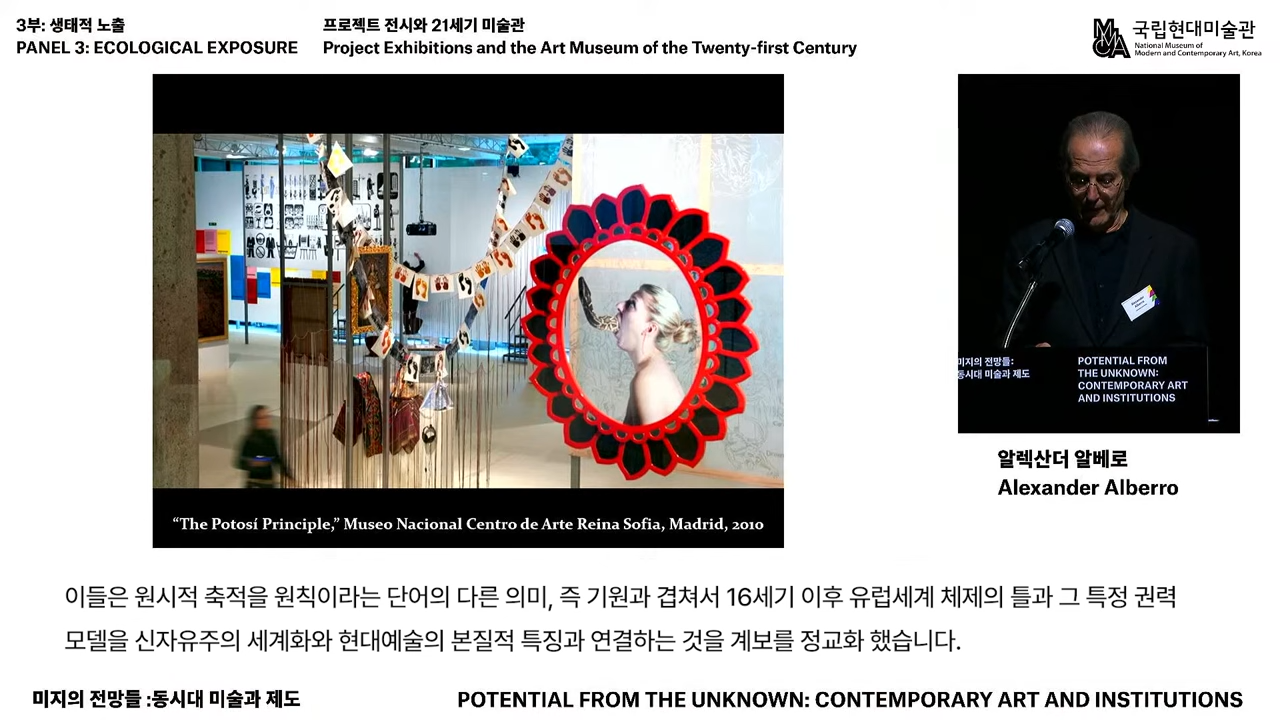 3부: 생태적 노출
PANEL 3: ECOLOGICAL EXPOSURE
프로젝트 전시와 21세기 미술관
Project Exhibitions and the Art Museum of the Twenty-first Century
국립현대미술관
National Museum of
Modern and Contemporary Art, Korea
“The Potosí Principle,” Museo Nacional Centro de Arte Reina Sofia, Madrid, 2010
Alexander
Alberro
미지의 전망들:
동시대 미술과 제도
POTENTIAL FROM
THE UNKNOWN:
CONTEMPORARY ART
AND INSTITUTIONS
알렉산더 알베로
Alexander Alberro
이들은 원시적 축적을 원칙이라는 단어의 다른 의미, 즉 기원과 겹쳐서 16세기 이후 유럽세계 체제의 틀과 그 특정 권력
모델을 신자유주의 세계화와 현대예술의 본질적 특징과 연결하는 것을 계보를 정교화 했습니다.
미지의 전망들 :동시대 미술과 제도
POTENTIAL FROM THE UNKNOWN: CONTEMPORARY ART AND INSTITUTIONS